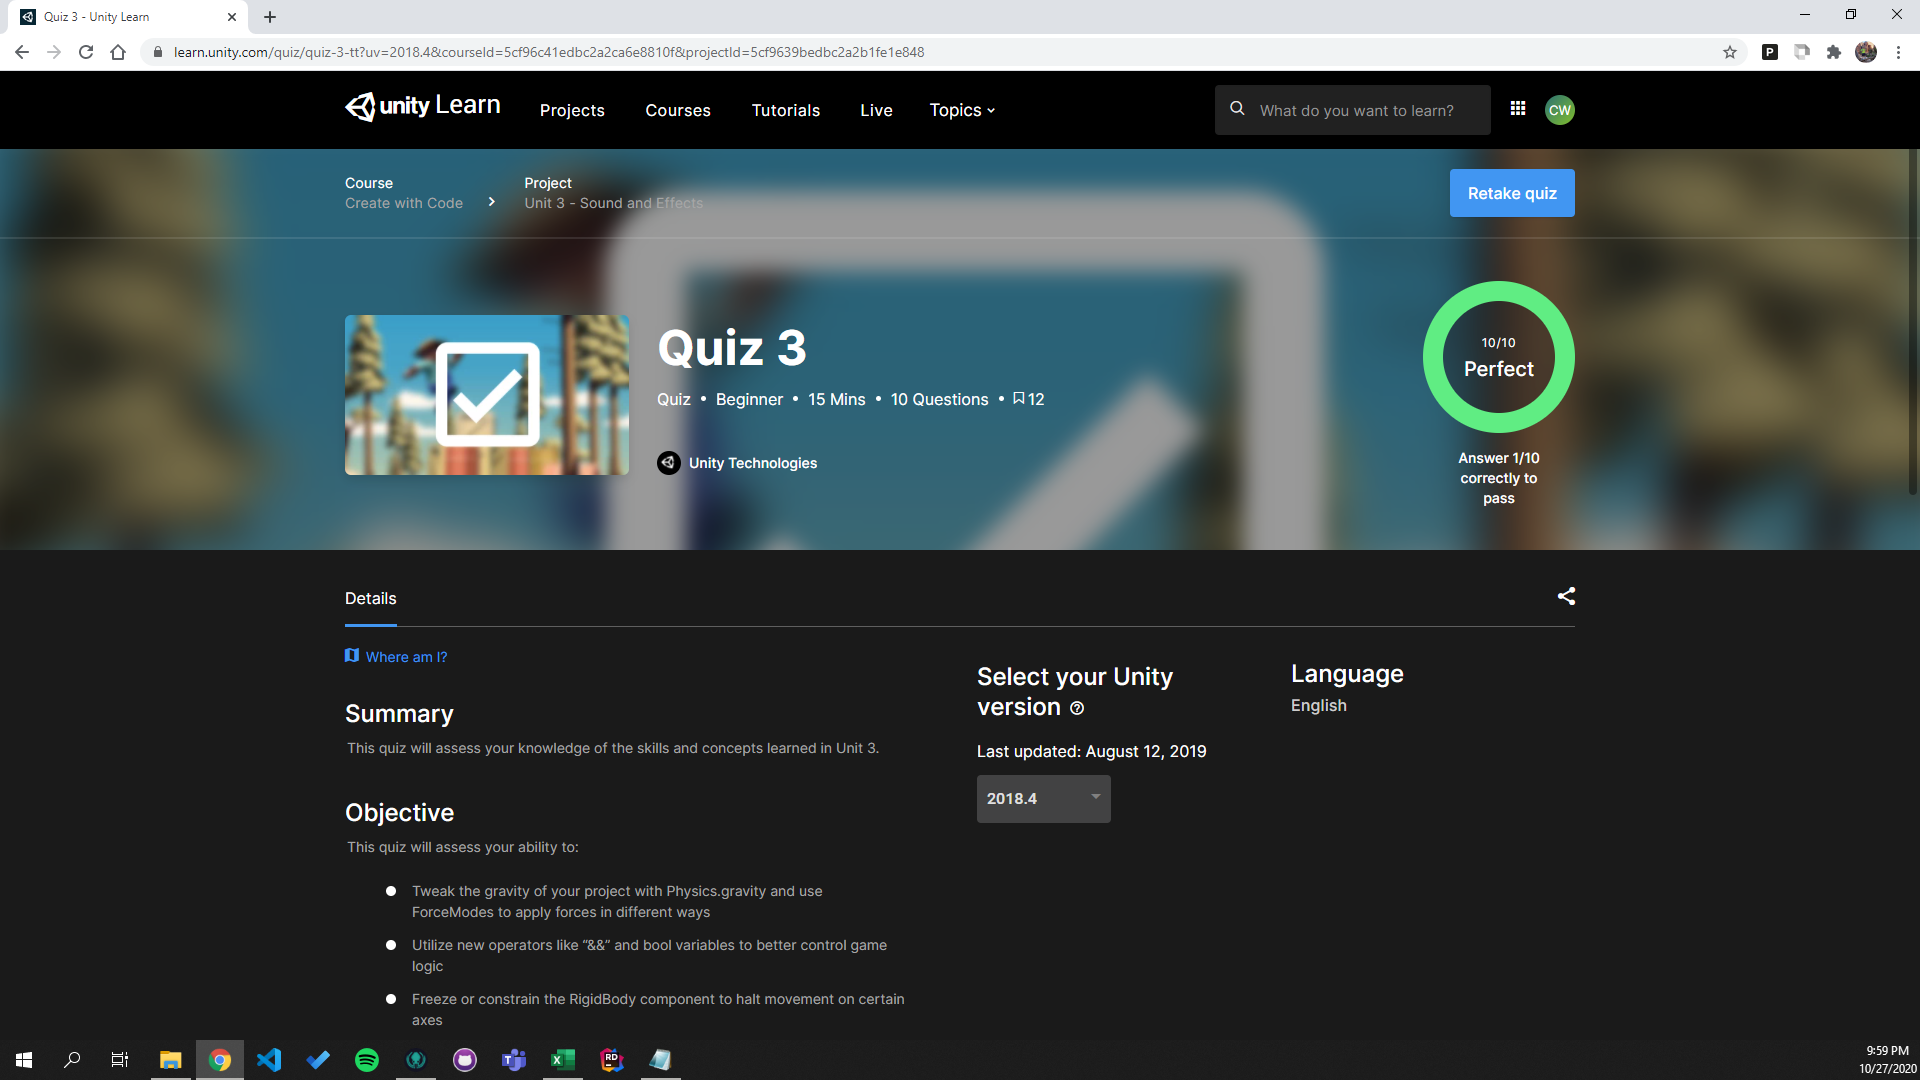 Quiz 3 - Unity Learn
learn.unity.com/quiz/quiz-3-tt?uv=2018.4&courseId=5cf96c41edbc2a2ca6e8810f&projectId=5cf9639bedbc2a2b1fe1e848
P
unity Learn
Projects
Courses
Tutorials
Live
Topics
What do you want to learn?
CW
Course
Create with Code
Project
Unit 3 - Sound and Effects
Retake quiz
Quiz 3
Quiz • Beginner • 15 Mins • 10 Questions • 12
Unity Technologies
10/10
Perfect
Answer 1/10
correctly to
pass
Details
Where am I?
Summary
This quiz will assess your knowledge of the skills and concepts learned in Unit 3.
Objective
This quiz will assess your ability to:
Tweak the gravity of your project with Physics.gravity and use
ForceModes to apply forces in different ways
Utilize new operators like “&&” and bool variables to better control game
logic
Freeze or constrain the RigidBody component to halt movement on certain
axes
Select your Unity
version
Last updated: August 12, 2019
2018.4
Language
English
T
X
RD
9:59 PM
10/27/2020